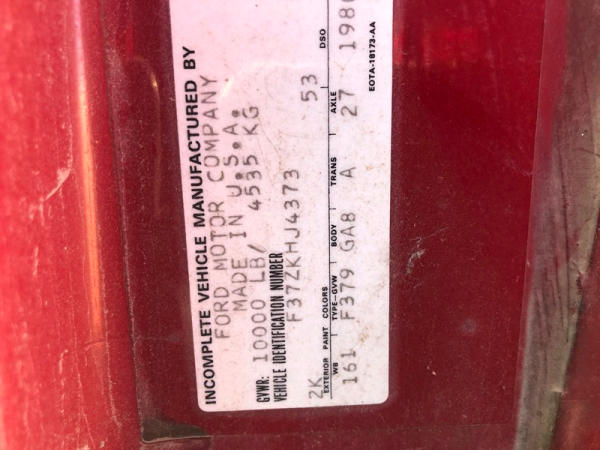 INCOMPLETE VEHICLE MANUFACTURED BY
FORD MOTOR COMPANY
MADE IN U.S.A.
GVWR: 10000 LB/ 4535 KG
VEHICLE IDENTIFICATION NUMBER
F37ZKHJ4373
2K 53
EXTERIOR PAINT COLORS DSO
WB TYPE-GVW BODY TRANS AXLE
161 F379 GA8 A 27 198
EOTA-18173-AA